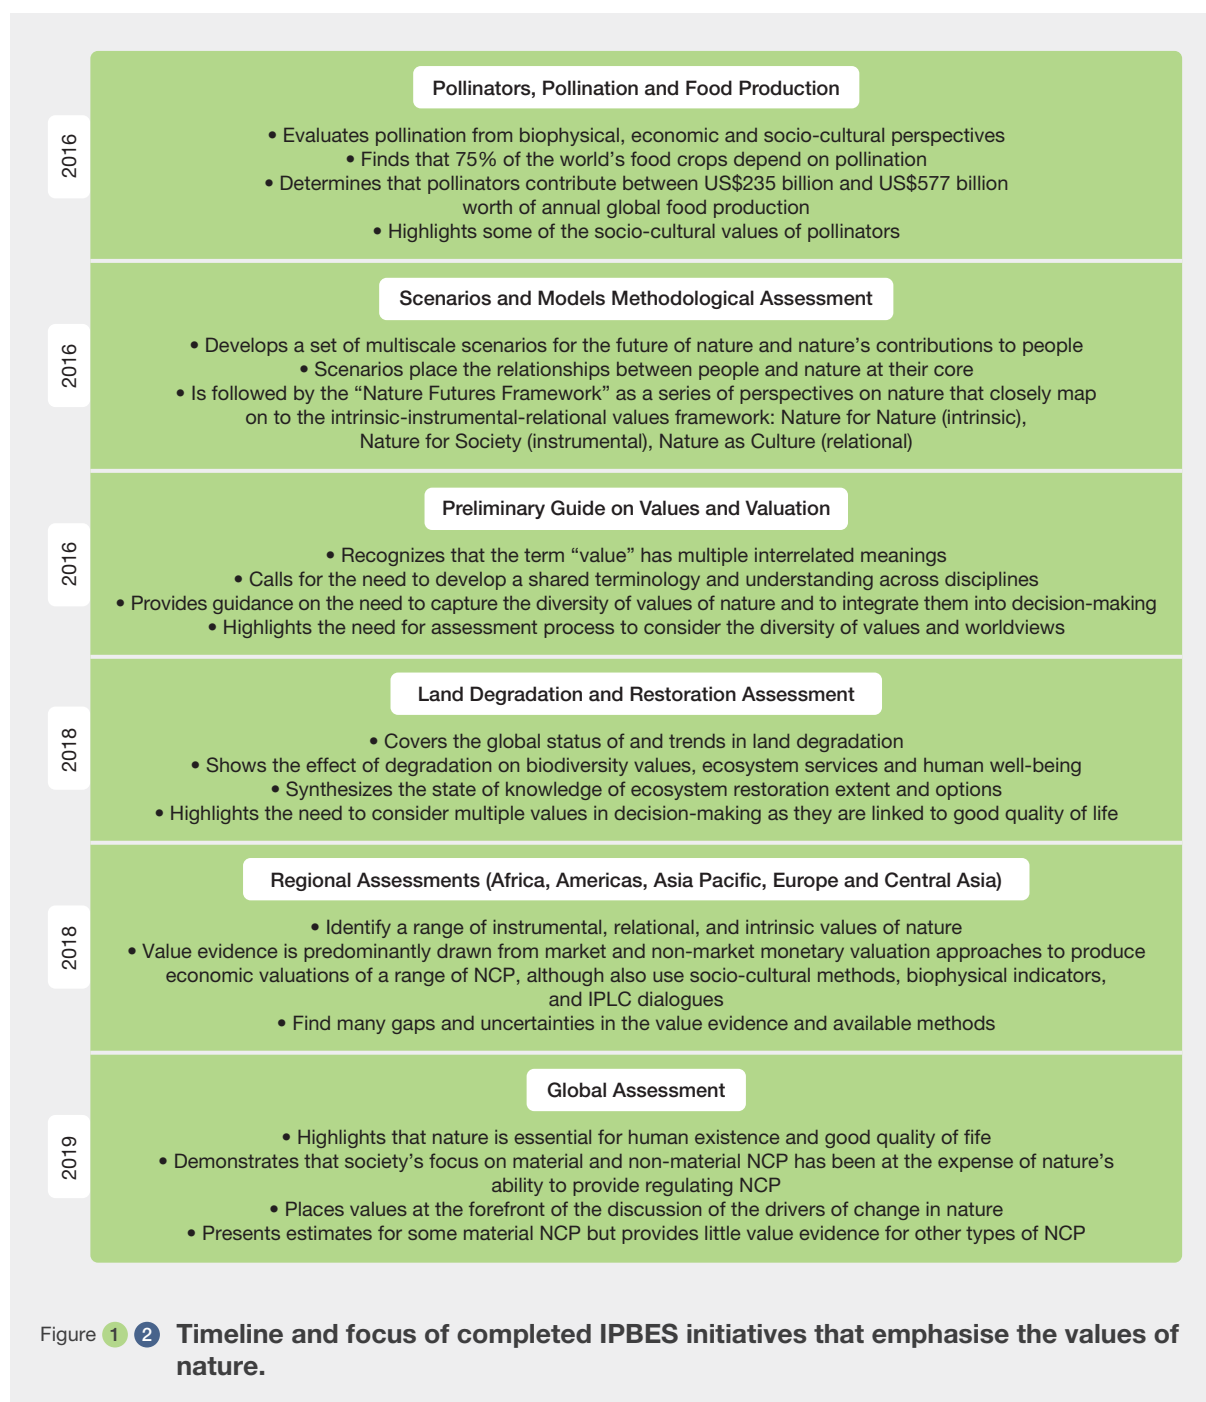 2016
Pollinators, Pollination and Food Production
• Evaluates pollination from biophysical, economic and socio-cultural perspectives
• Finds that 75% of the world’s food crops depend on pollination
• Determines that pollinators contribute between US$235 billion and US$577 billion
worth of annual global food production
• Highlights some of the socio-cultural values of pollinators
2016
Scenarios and Models Methodological Assessment
• Develops a set of multiscale scenarios for the future of nature and nature’s contributions to people
• Scenarios place the relationships between people and nature at their core
• Is followed by the “Nature Futures Framework” as a series of perspectives on nature that closely map
on to the intrinsic-instrumental-relational values framework: Nature for Nature (intrinsic),
Nature for Society (instrumental), Nature as Culture (relational)
2016
Preliminary Guide on Values and Valuation
• Recognizes that the term “value” has multiple interrelated meanings
• Calls for the need to develop a shared terminology and understanding across disciplines
• Provides guidance on the need to capture the diversity of values of nature and to integrate them into decision-making
• Highlights the need for assessment process to consider the diversity of values and worldviews
2018
Land Degradation and Restoration Assessment
• Covers the global status of and trends in land degradation
• Shows the effect of degradation on biodiversity values, ecosystem services and human well-being
• Synthesizes the state of knowledge of ecosystem restoration extent and options
• Highlights the need to consider multiple values in decision-making as they are linked to good quality of life
2018
Regional Assessments (Africa, Americas, Asia Pacific, Europe and Central Asia)
• Identify a range of instrumental, relational, and intrinsic values of nature
• Value evidence is predominantly drawn from market and non-market monetary valuation approaches to produce
economic valuations of a range of NCP, although also use socio-cultural methods, biophysical indicators,
and IPLC dialogues
• Find many gaps and uncertainties in the value evidence and available methods
2019
Global Assessment
• Highlights that nature is essential for human existence and good quality of fife
• Demonstrates that society’s focus on material and non-material NCP has been at the expense of nature’s
ability to provide regulating NCP
• Places values at the forefront of the discussion of the drivers of change in nature
• Presents estimates for some material NCP but provides little value evidence for other types of NCP
Figure 1 2 Timeline and focus of completed IPBES initiatives that emphasise the values of
nature.